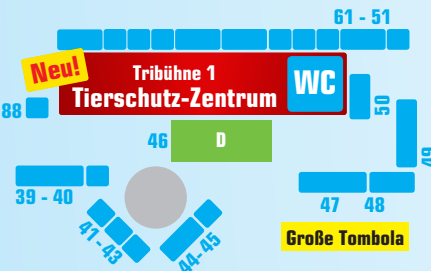 61 - 51
Neu!
Tribühne 1
Tierschutz-Zentrum
WC
88
50
46
D
49
39 - 40
47
48
41 - 43
44 - 45
Große Tombola